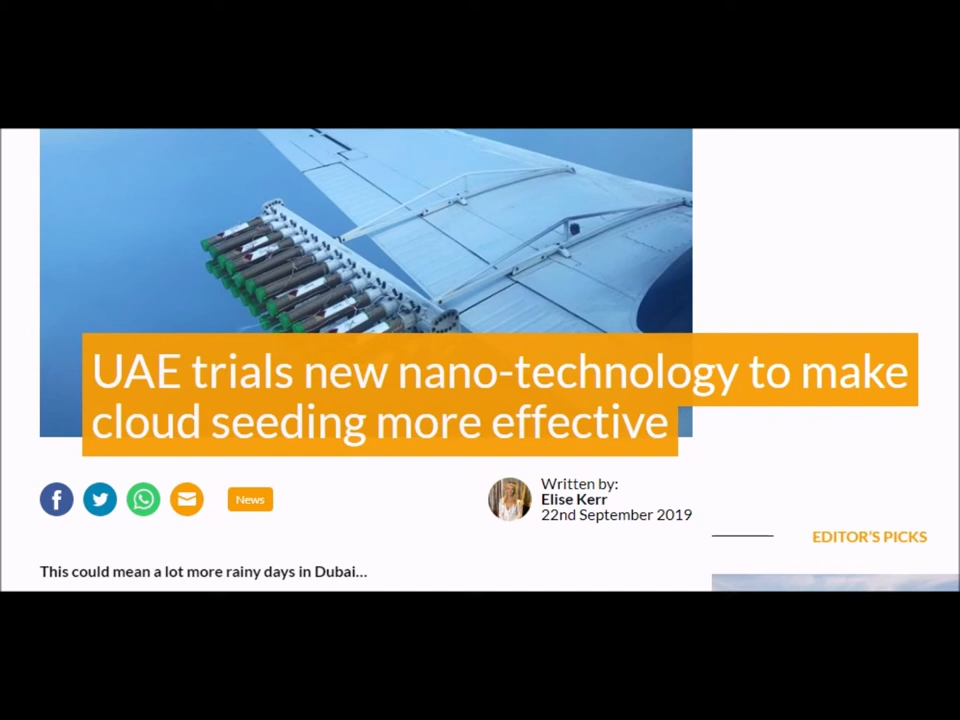 UAE trials new nano-technology to make
cloud seeding more effective
News
Written by:
Elise Kerr
22nd September 2019
EDITOR'S PICKS
This could mean a lot more rainy days in Dubai...